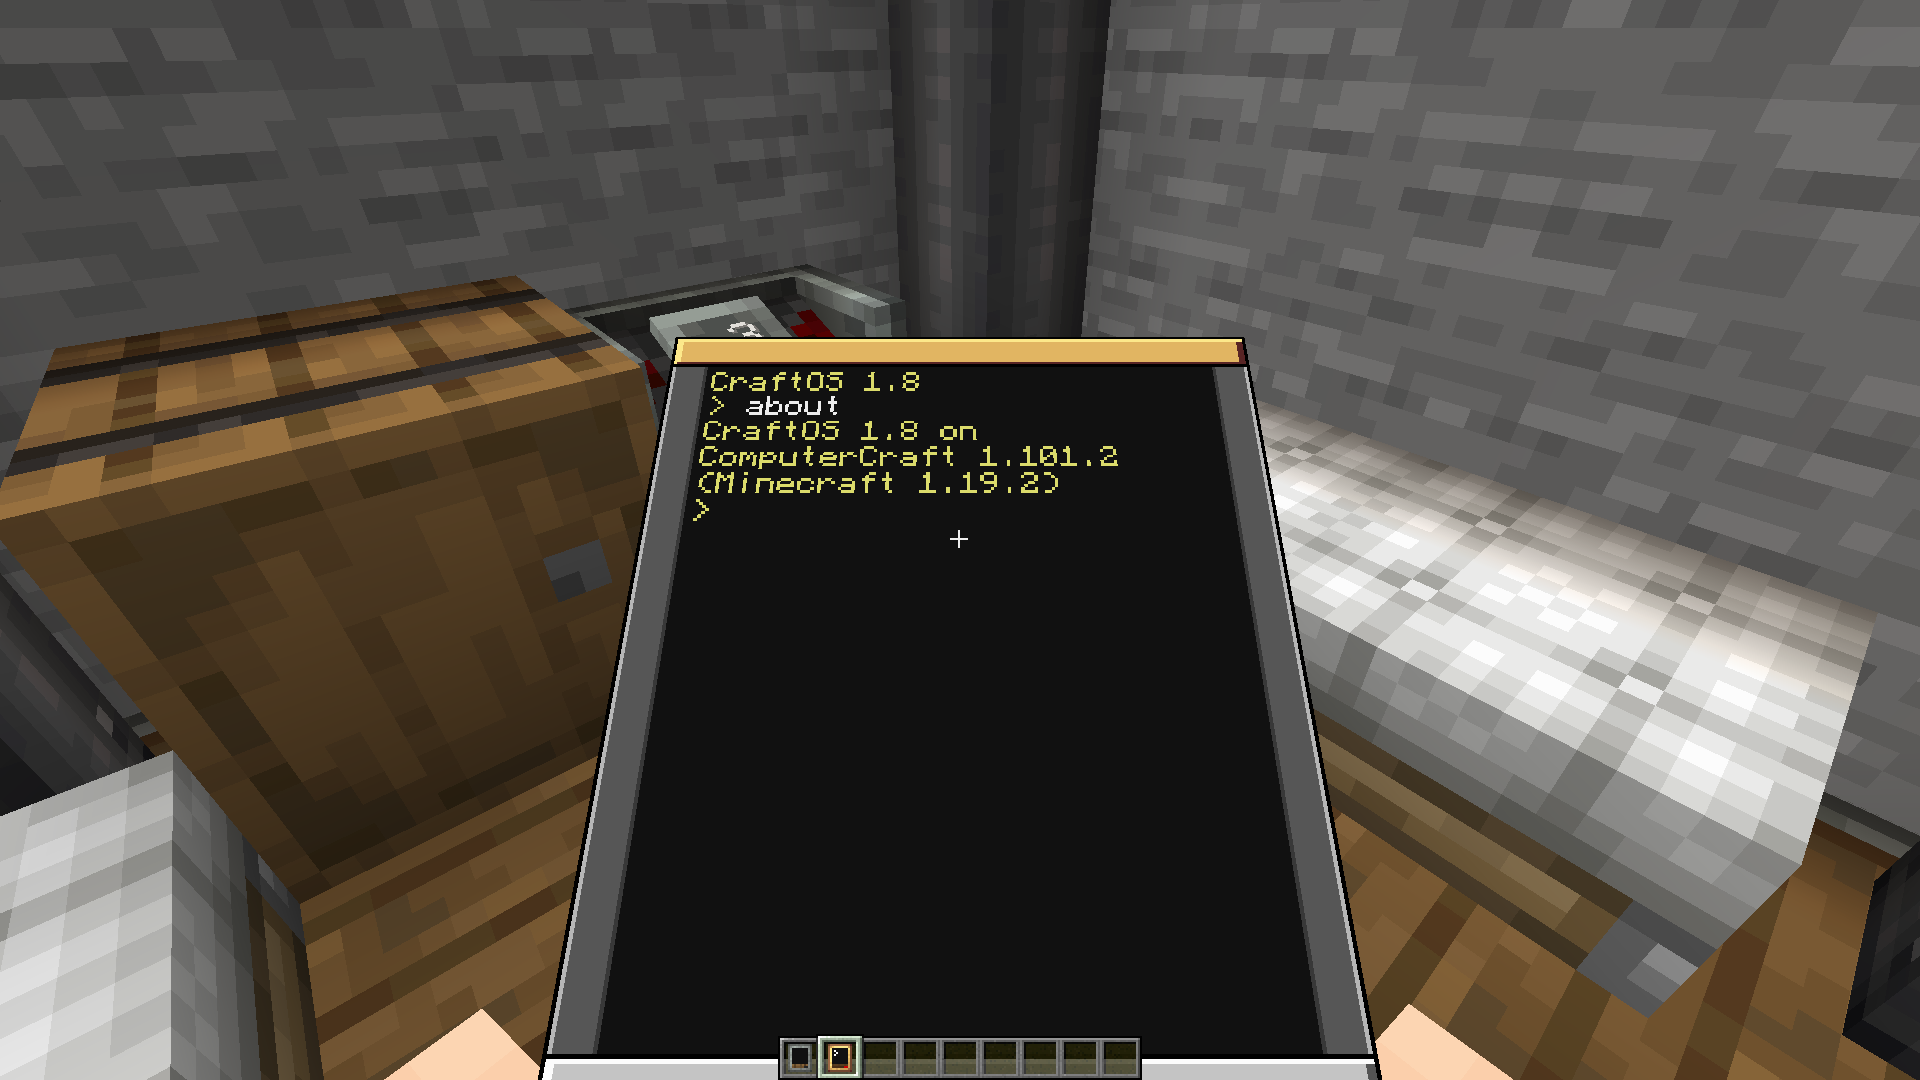 CraftOS 1.8
> about
CraftOS 1.8 on
ComputerCraft 1.101.2
(Minecraft 1.19.2)
>